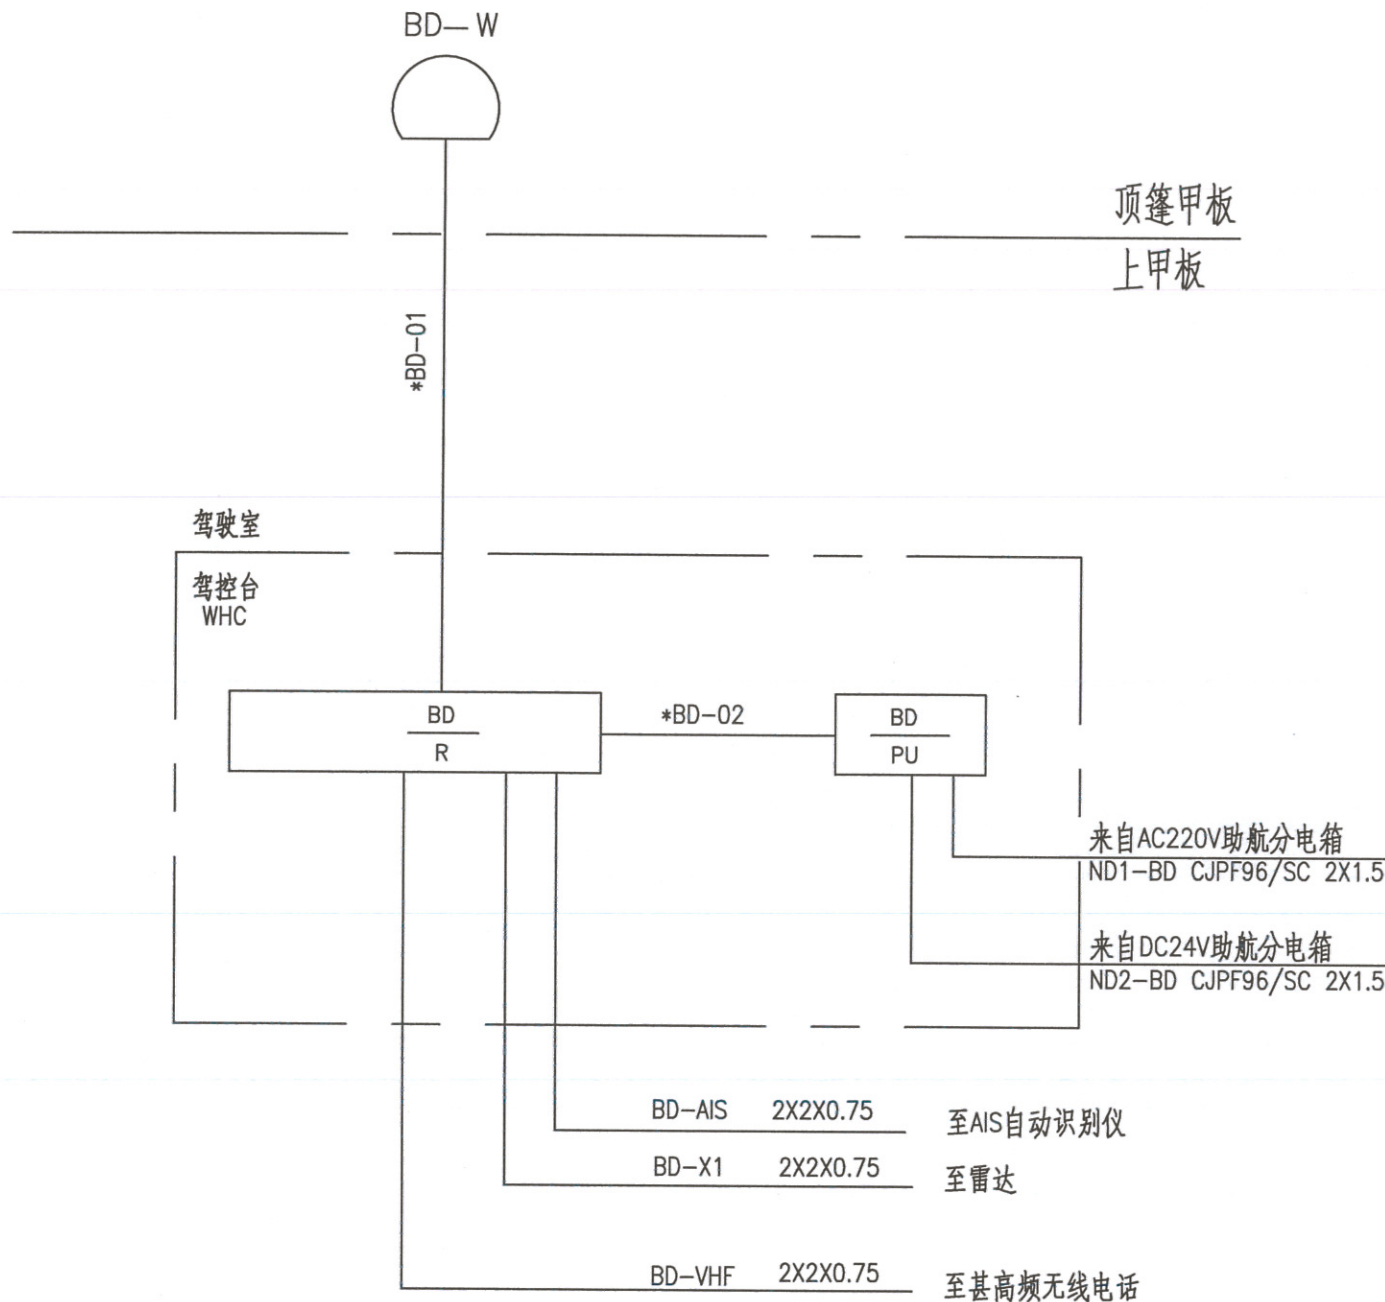 BD—W
顶篷甲板
上甲板
*BD-01
驾驶室
驾控台
WHC
BD
R
*BD-02
BD
PU
来自AC220V助航分电箱
ND1-BD CJPF96/SC 2X1.5
来自DC24V助航分电箱
ND2-BD CJPF96/SC 2X1.5
BD-AIS 2X2X0.75 至AIS自动识别仪
BD-X1 2X2X0.75 至雷达
BD-VHF 2X2X0.75 至甚高频无线电话